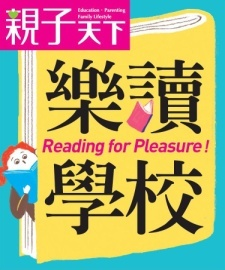 親子天下
Education・Parenting
Family Lifestyle
樂讀
Reading for Pleasure!
學校